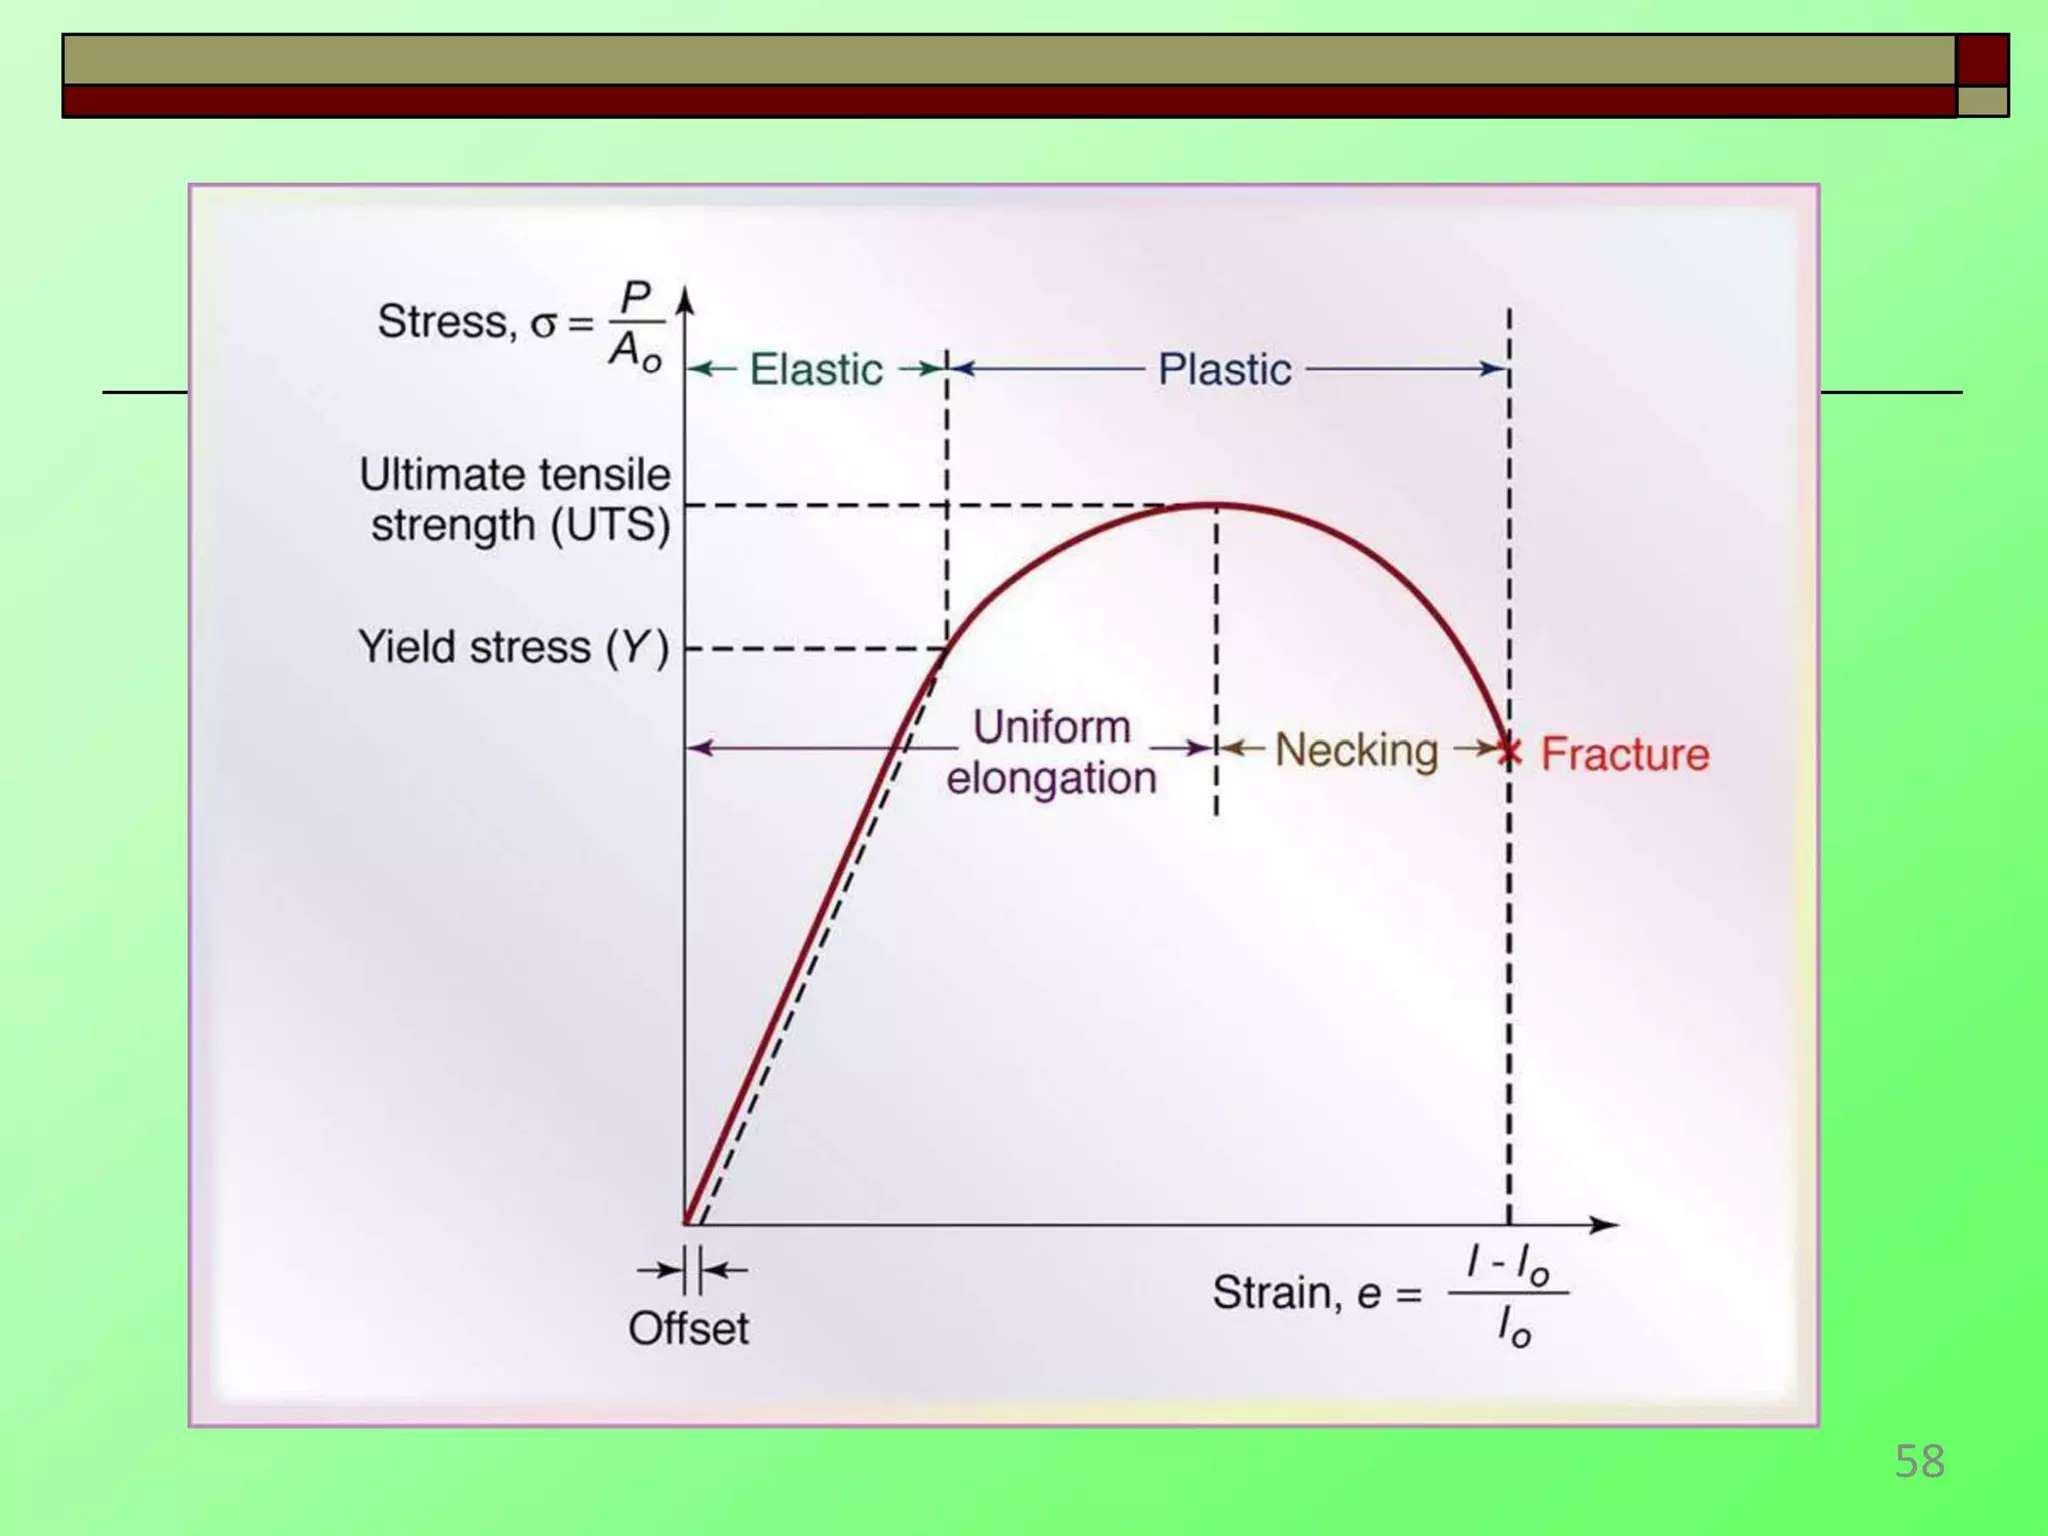 Stress, σ = P
Aₒ
Elastic
Plastic
Ultimate tensile
strength (UTS)
Yield stress (Y)
Uniform
elongation
Necking
Fracture
Offset
Strain, e = l - lₒ
lₒ
58